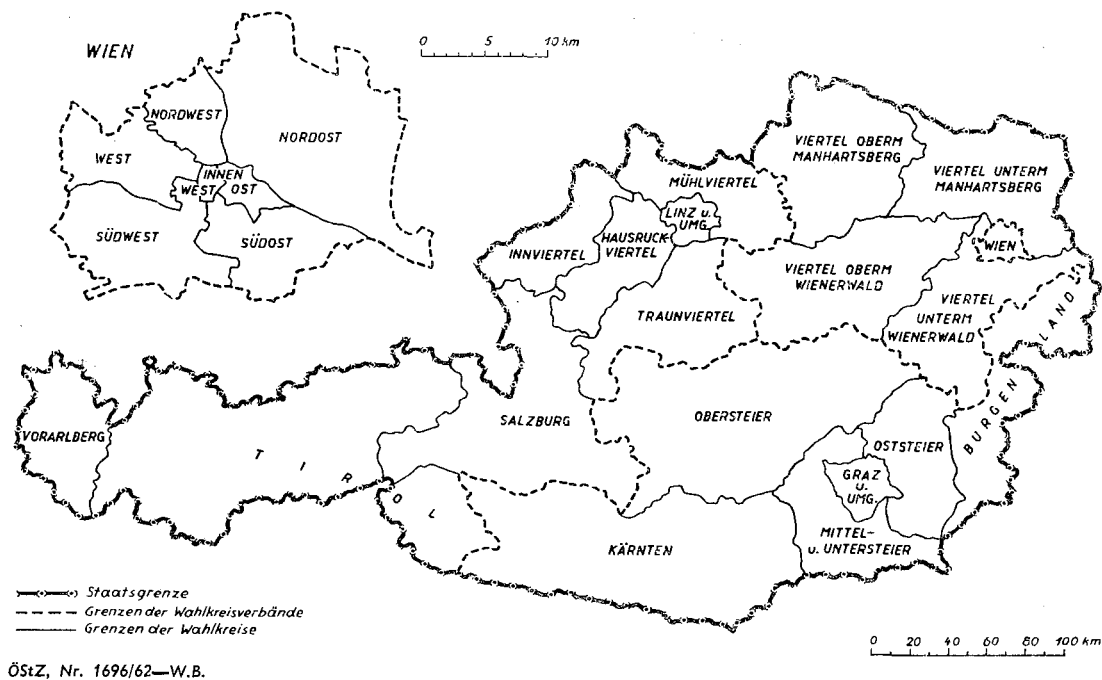 WIEN
0 5 10 km
NORDWEST
NORDOST
WEST
INNEN
WEST OST
SÜDWEST
SÜDOST
VIERTEL OBERM
MANHARTSBERG
VIERTEL UNTERM
MANHARTSBERG
MÜHLVIERTEL
LINZ u.
UMG.
HAUSRUCK-
VIERTEL
INNVIERTEL
WIEN
VIERTEL OBERM
WIENERWALD
VIERTEL
UNTERM
WIENERWALD
TRAUNVIERTEL
BURGENLAND
OBERSTEIER
SALZBURG
VORARLBERG
TIROL
OSTSTEIER
GRAZ
u.
UMG.
MITTEL-
u. UNTERSTEIER
KÄRNTEN
Staatsgrenze
Grenzen der Wahlkreisverbände
Grenzen der Wahlkreise
0 20 40 60 80 100 km
ÖStZ, Nr. 1696/62—W.B.